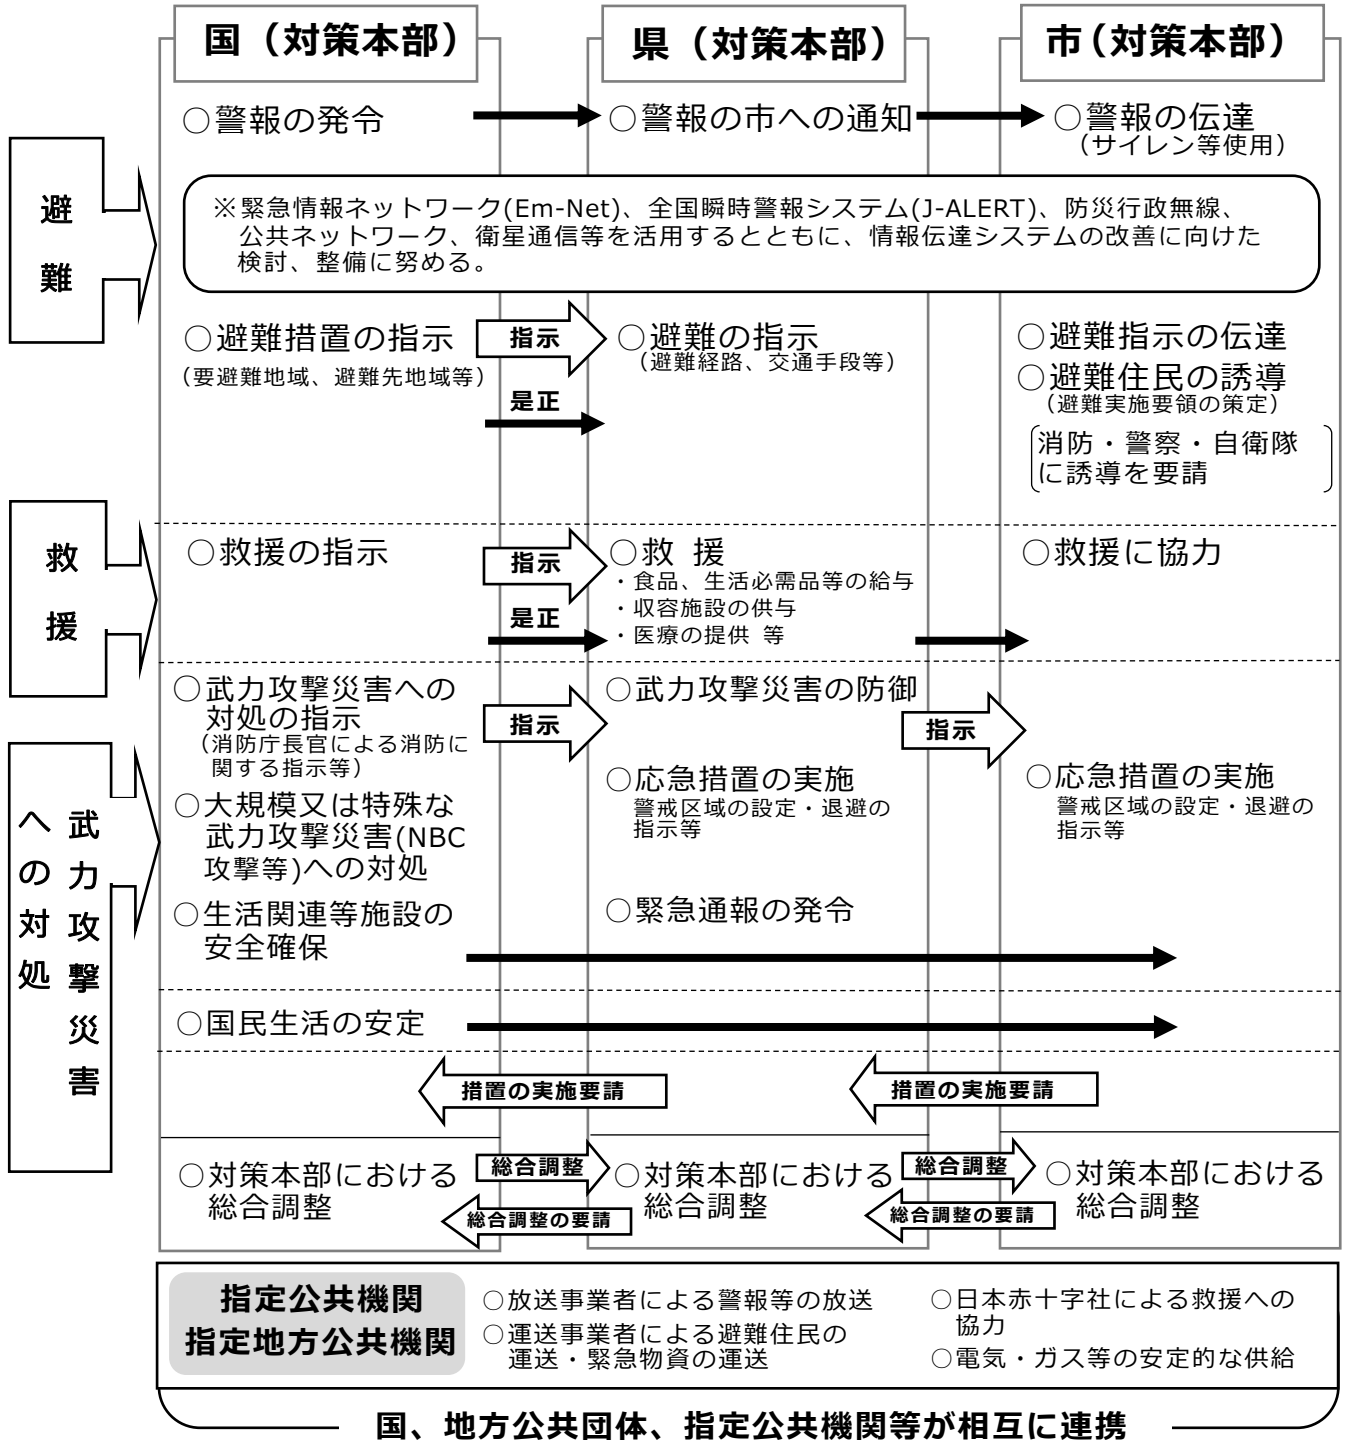 国（対策本部）
県（対策本部）
市（対策本部）
避難
○警報の発令
○警報の市への通知
○警報の伝達
（サイレン等使用）
※緊急情報ネットワーク(Em-Net)、全国瞬時警報システム(J-ALERT)、防災行政無線、
公共ネットワーク、衛星通信等を活用するとともに、情報伝達システムの改善に向けた
検討、整備に努める。
○避難措置の指示
（要避難地域、避難先地域等）
指示
是正
○避難の指示
（避難経路、交通手段等）
○避難指示の伝達
○避難住民の誘導
（避難実施要領の策定）
消防・警察・自衛隊
に誘導を要請
救援
○救援の指示
指示
是正
○救 援
・食品、生活必需品等の給与
・収容施設の供与
・医療の提供 等
○救援に協力
武力攻撃災害
への対処
○武力攻撃災害への
対処の指示
（消防庁長官による消防に
関する指示等）
指示
○武力攻撃災害の防御
指示
○大規模又は特殊な
武力攻撃災害(NBC
攻撃等)への対処
○応急措置の実施
警戒区域の設定・退避の
指示等
○応急措置の実施
警戒区域の設定・退避の
指示等
○生活関連等施設の
安全確保
○緊急通報の発令
○国民生活の安定
措置の実施要請
措置の実施要請
○対策本部における
総合調整
総合調整
総合調整の要請
○対策本部における
総合調整
総合調整
総合調整の要請
○対策本部における
総合調整
指定公共機関
指定地方公共機関
○放送事業者による警報等の放送
○運送事業者による避難住民の
運送・緊急物資の運送
○日本赤十字社による救援への
協力
○電気・ガス等の安定的な供給
国、地方公共団体、指定公共機関等が相互に連携